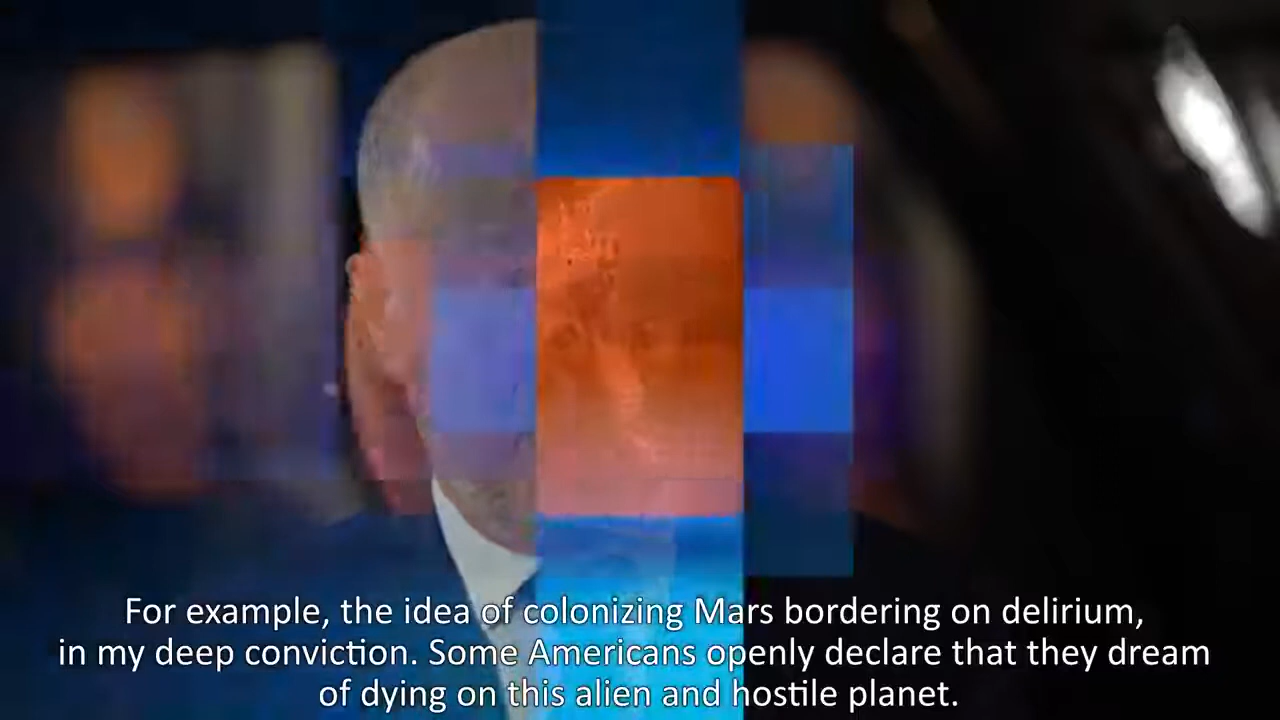 For example, the idea of colonizing Mars bordering on delirium,
in my deep conviction. Some Americans openly declare that they dream
of dying on this alien and hostile planet.